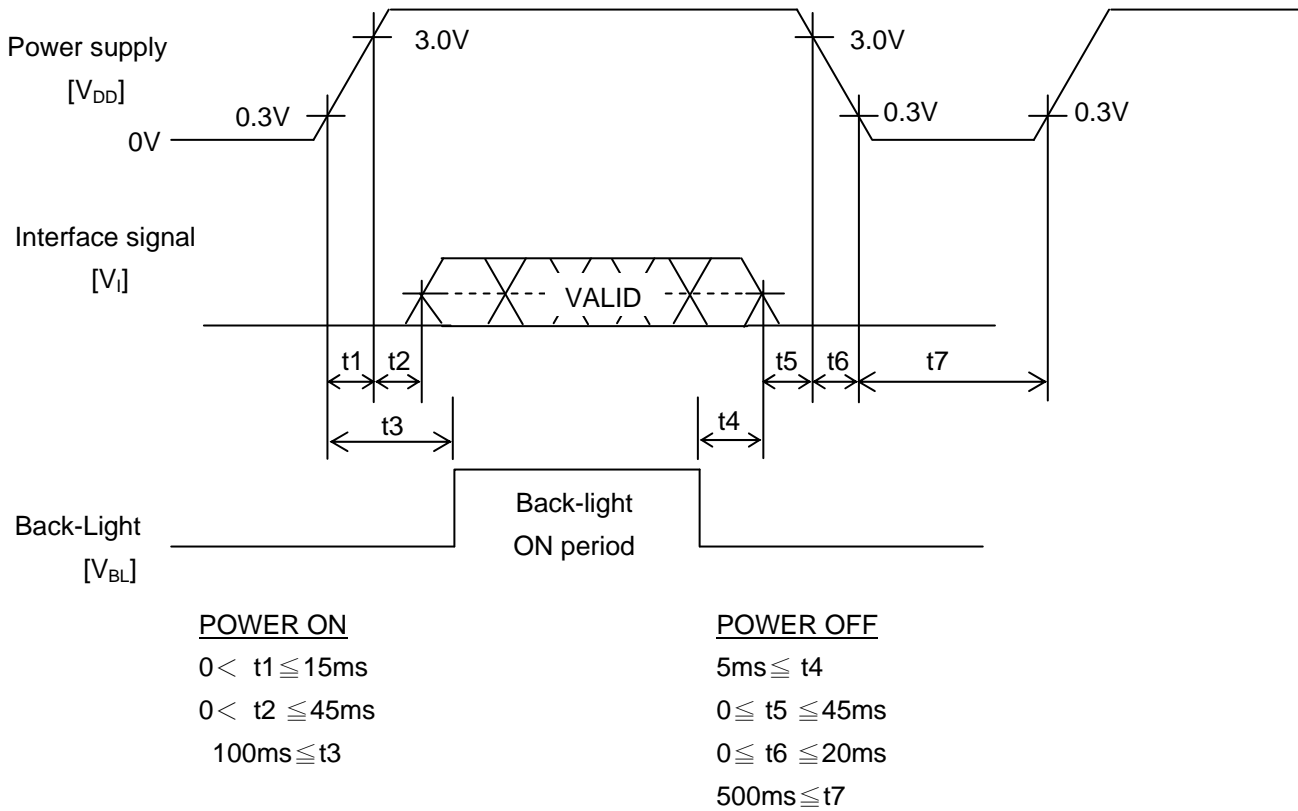 3.0V
3.0V
Power supply
[VDD]
0.3V
0.3V
0.3V
0V
Interface signal
[VI]
VALID
t1
t2
t5
t6
t7
t3
t4
Back-light
ON period
Back-Light
[VBL]
POWER ON
0< t1≦15ms
0< t2 ≦45ms
100ms≦t3
POWER OFF
5ms≦ t4
0≦ t5 ≦45ms
0≦ t6 ≦20ms
500ms≦t7